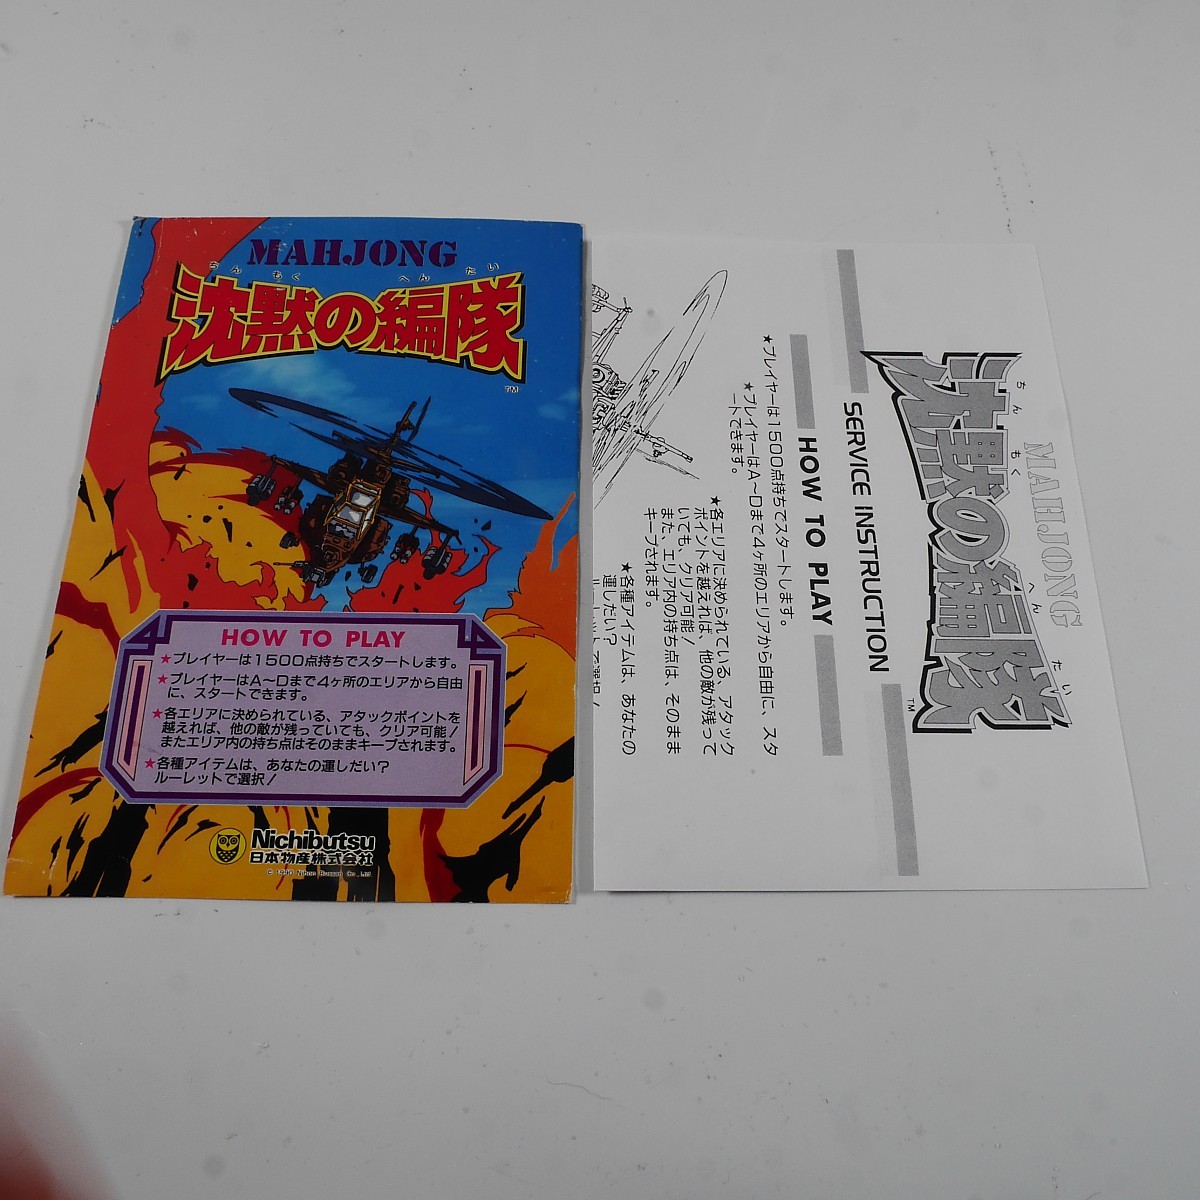 MAHJONG
ちん もく へん たい
沈黙の編隊
TM
HOW TO PLAY
★プレイヤーは1500点持ちでスタートします。
★プレイヤーはA〜Dまで4ヶ所のエリアから自由
に、スタートできます。
★各エリアに決められている、アタックポイントを
越えれば、他の敵が残っていても、クリア可能!
またエリア内の持ち点はそのままキープされます。
★各種アイテムは、あなたの運しだい?
ルーレットで選択!
Nichibutsu
日本物産株式会社
MAHJONG
ちん もく へん たい
沈黙の編隊
TM
SERVICE INSTRUCTION
HOW TO PLAY
★プレイヤーは1500点持ちでスタートします。
★プレイヤーはA〜Dまで4ヶ所のエリアから自由に、スタ
ートできます。
★各エリアに決められている、アタック
ポイントを越えれば、他の敵が残って
いても、クリア可能!
また、エリア内の持ち点は、そのまま
キープされます。
★各種アイテムは、あなたの
運しだい?